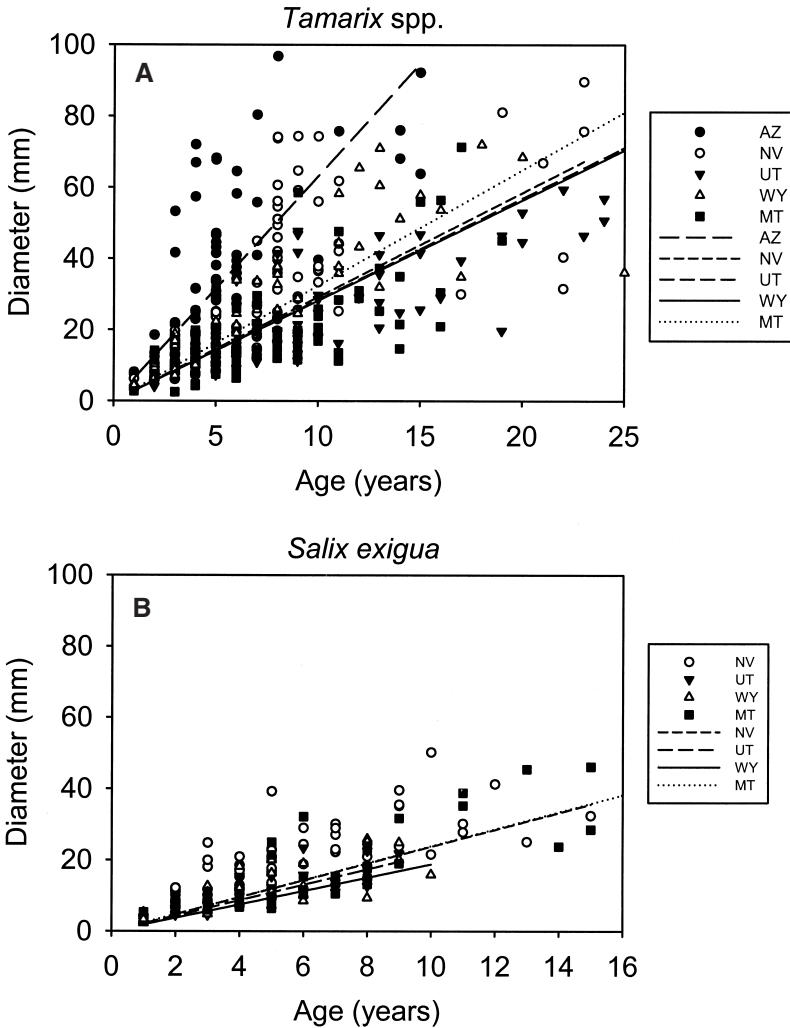 Tamarix spp.
A
100
80
60
40
20
0
Diameter (mm)
0 5 10 15 20 25
Age (years)
AZ
NV
UT
WY
MT
AZ
NV
UT
WY
MT
Salix exigua
B
100
80
60
40
20
0
Diameter (mm)
0 2 4 6 8 10 12 14 16
Age (years)
NV
UT
WY
MT
NV
UT
WY
MT